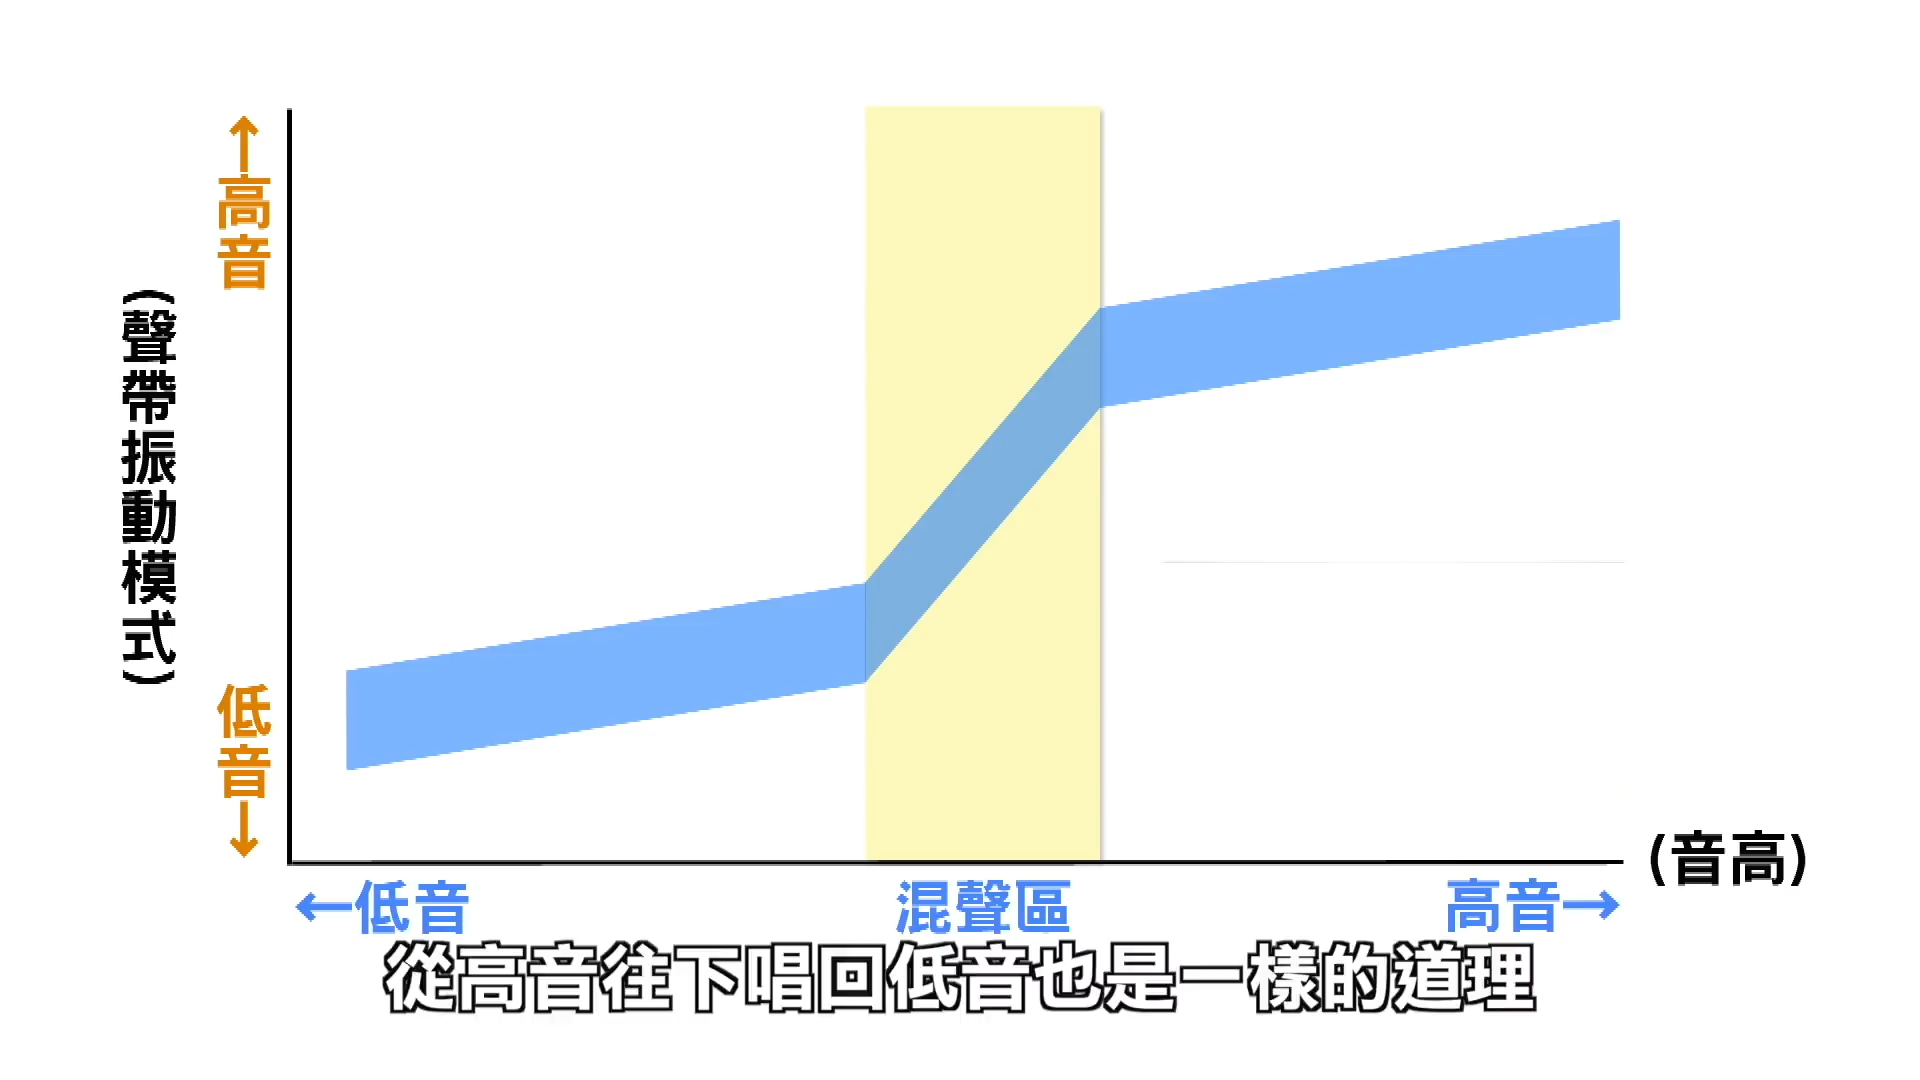 ↑高音
(聲帶振動模式)
低音↓
(音高)
←低音
混聲區
高音→
從高音往下唱回低音也是一樣的道理